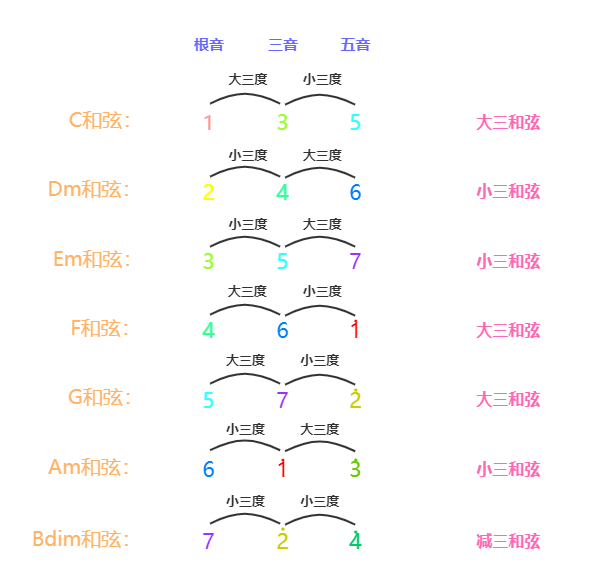 根音 三音 五音
大三度 小三度
C和弦： 1 3 5 大三和弦
小三度 大三度
Dm和弦： 2 4 6 小三和弦
小三度 大三度
Em和弦： 3 5 7 小三和弦
大三度 小三度
F和弦： 4 6 1̇ 大三和弦
大三度 小三度
G和弦： 5 7 2̇ 大三和弦
小三度 大三度
Am和弦： 6 1̇ 3̇ 小三和弦
小三度 小三度
Bdim和弦： 7 2̇ 4̇ 减三和弦